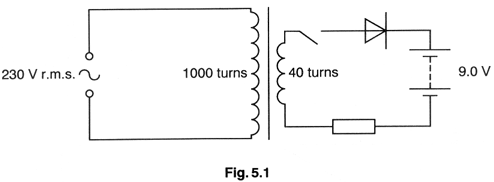 230 V r.m.s.
1000 turns
40 turns
9.0 V
Fig. 5.1